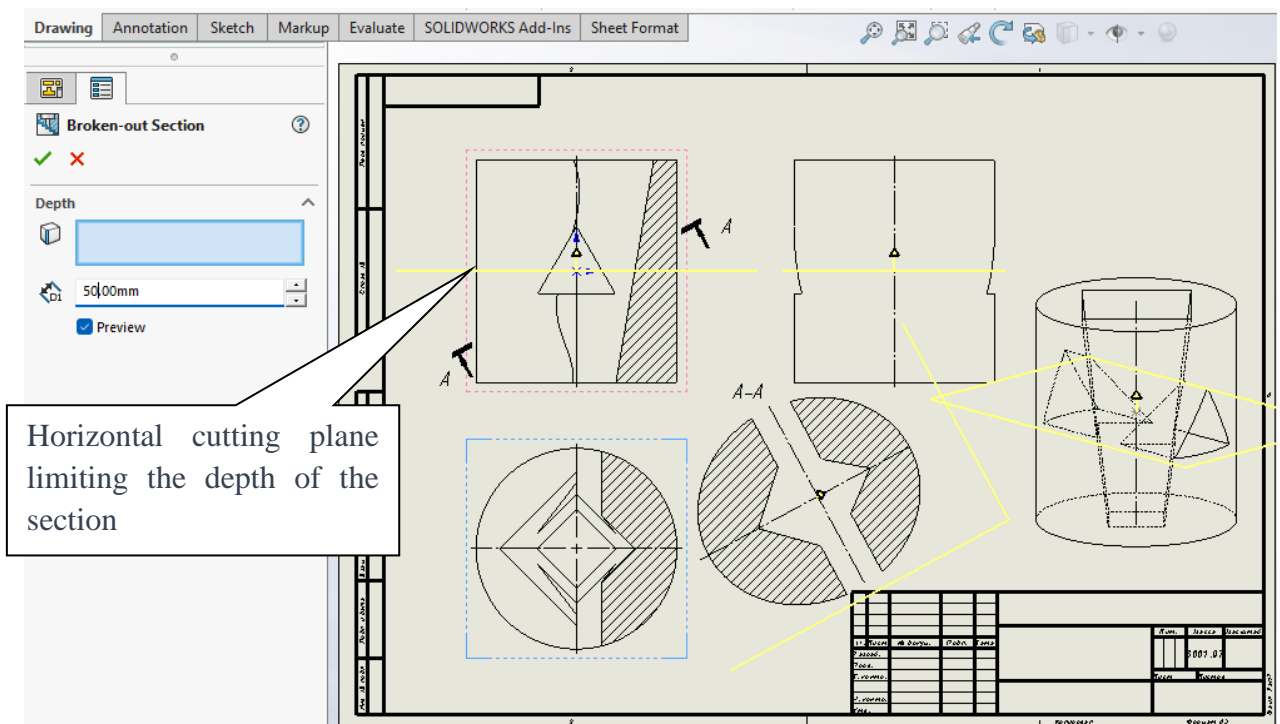 Drawing Annotation Sketch Markup Evaluate SOLIDWORKS Add-Ins Sheet Format
Broken-out Section
Depth
50.00mm
Preview
A
A
A–A
Horizontal cutting plane
limiting the depth of the
section